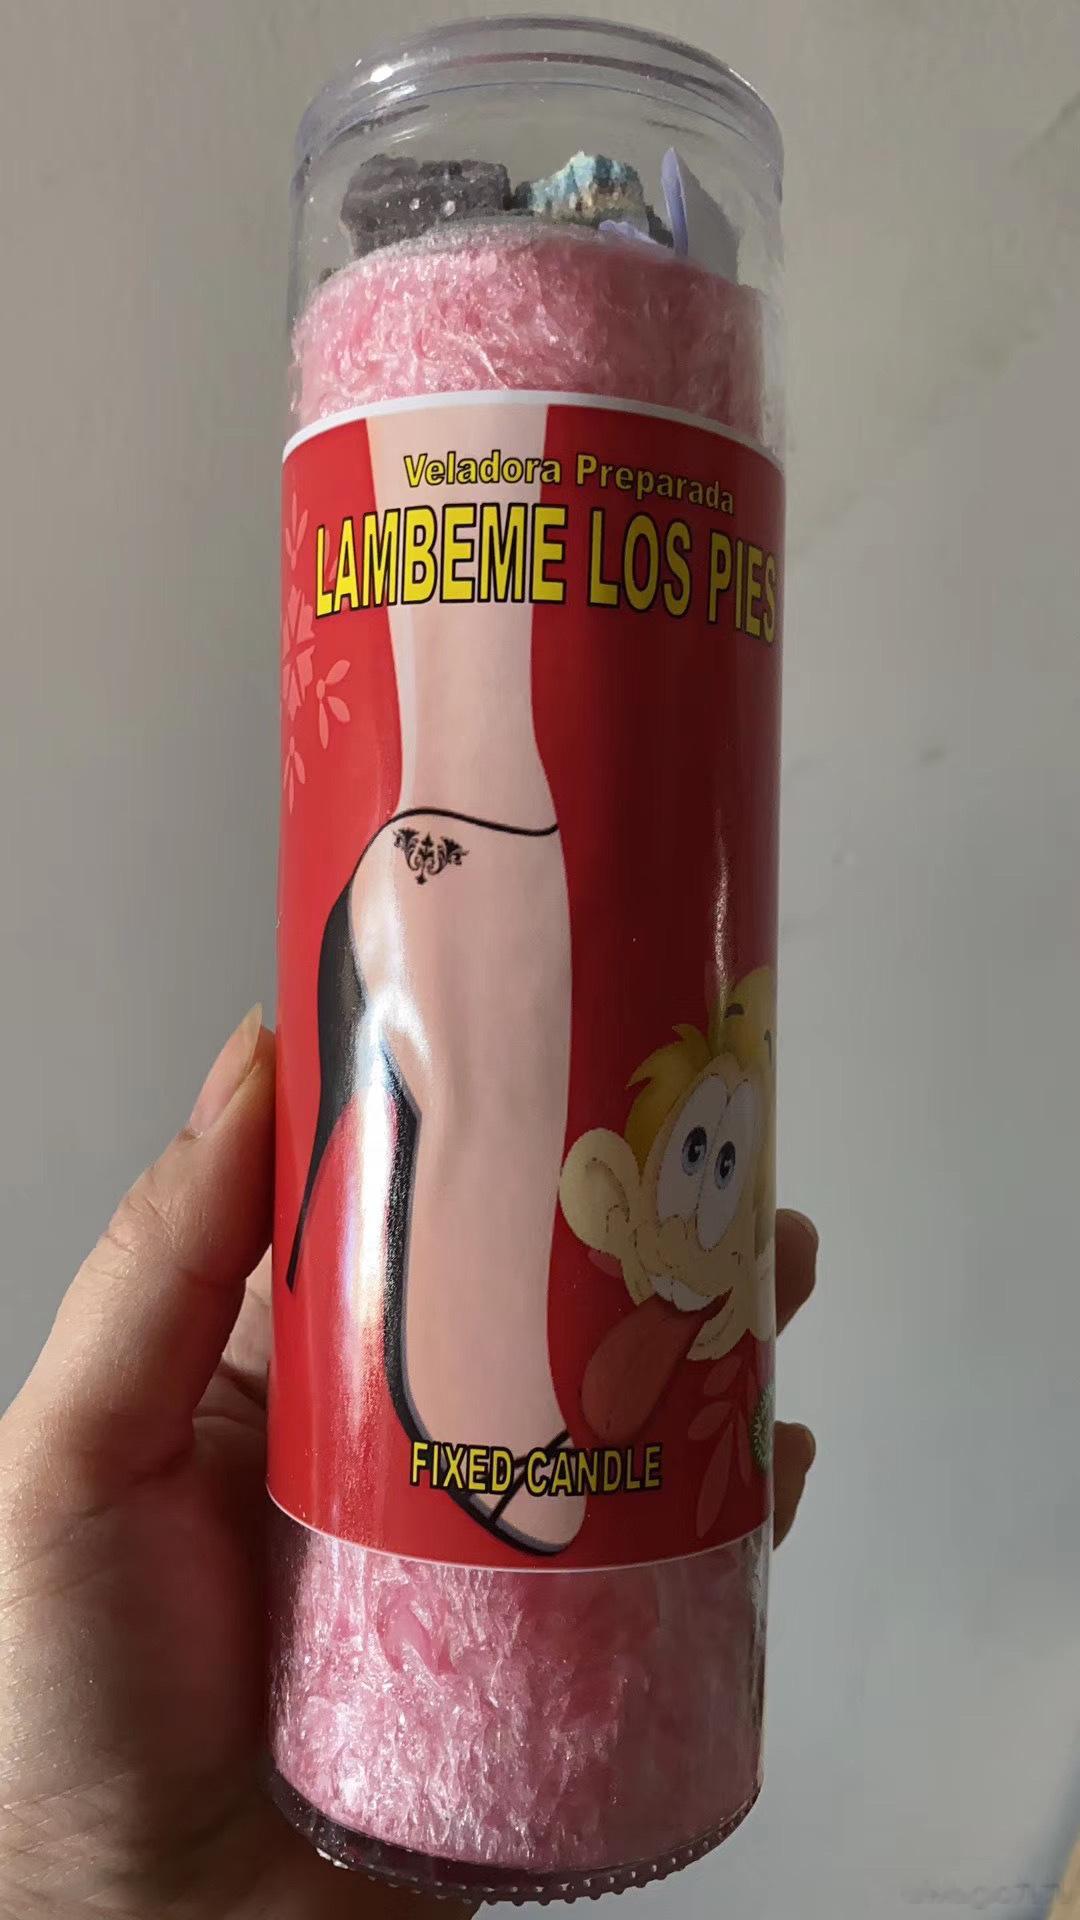 Veladora Preparada
LAMBEME LOS PIES
FIXED CANDLE